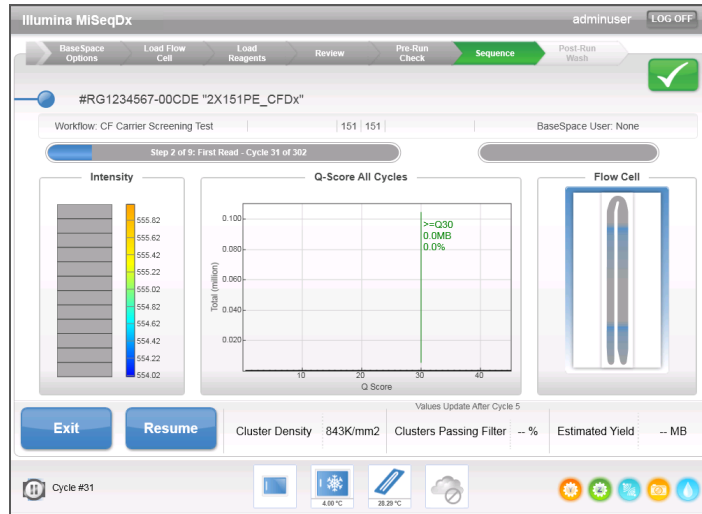 Illumina MiSeqDx
adminuser
LOG OFF
BaseSpace Options
Load Flow Cell
Load Reagents
Review
Pre-Run Check
Sequence
Post-Run Wash
#RG1234567-00CDE "2X151PE_CFDx"
Workflow: CF Carrier Screening Test
151 151
BaseSpace User: None
Step 2 of 9: First Read - Cycle 31 of 302
Intensity
555.82
555.62
555.42
555.22
555.02
554.82
554.62
554.42
554.22
554.02
Q-Score All Cycles
Total (million)
0.100
0.080
0.060
0.040
0.020
>=Q30
0.0MB
0.0%
10 20 30 40
Q Score
Flow Cell
Values Update After Cycle 5
Exit
Resume
Cluster Density 843K/mm2
Clusters Passing Filter -- %
Estimated Yield -- MB
Cycle #31
4.00 °C
28.29 °C